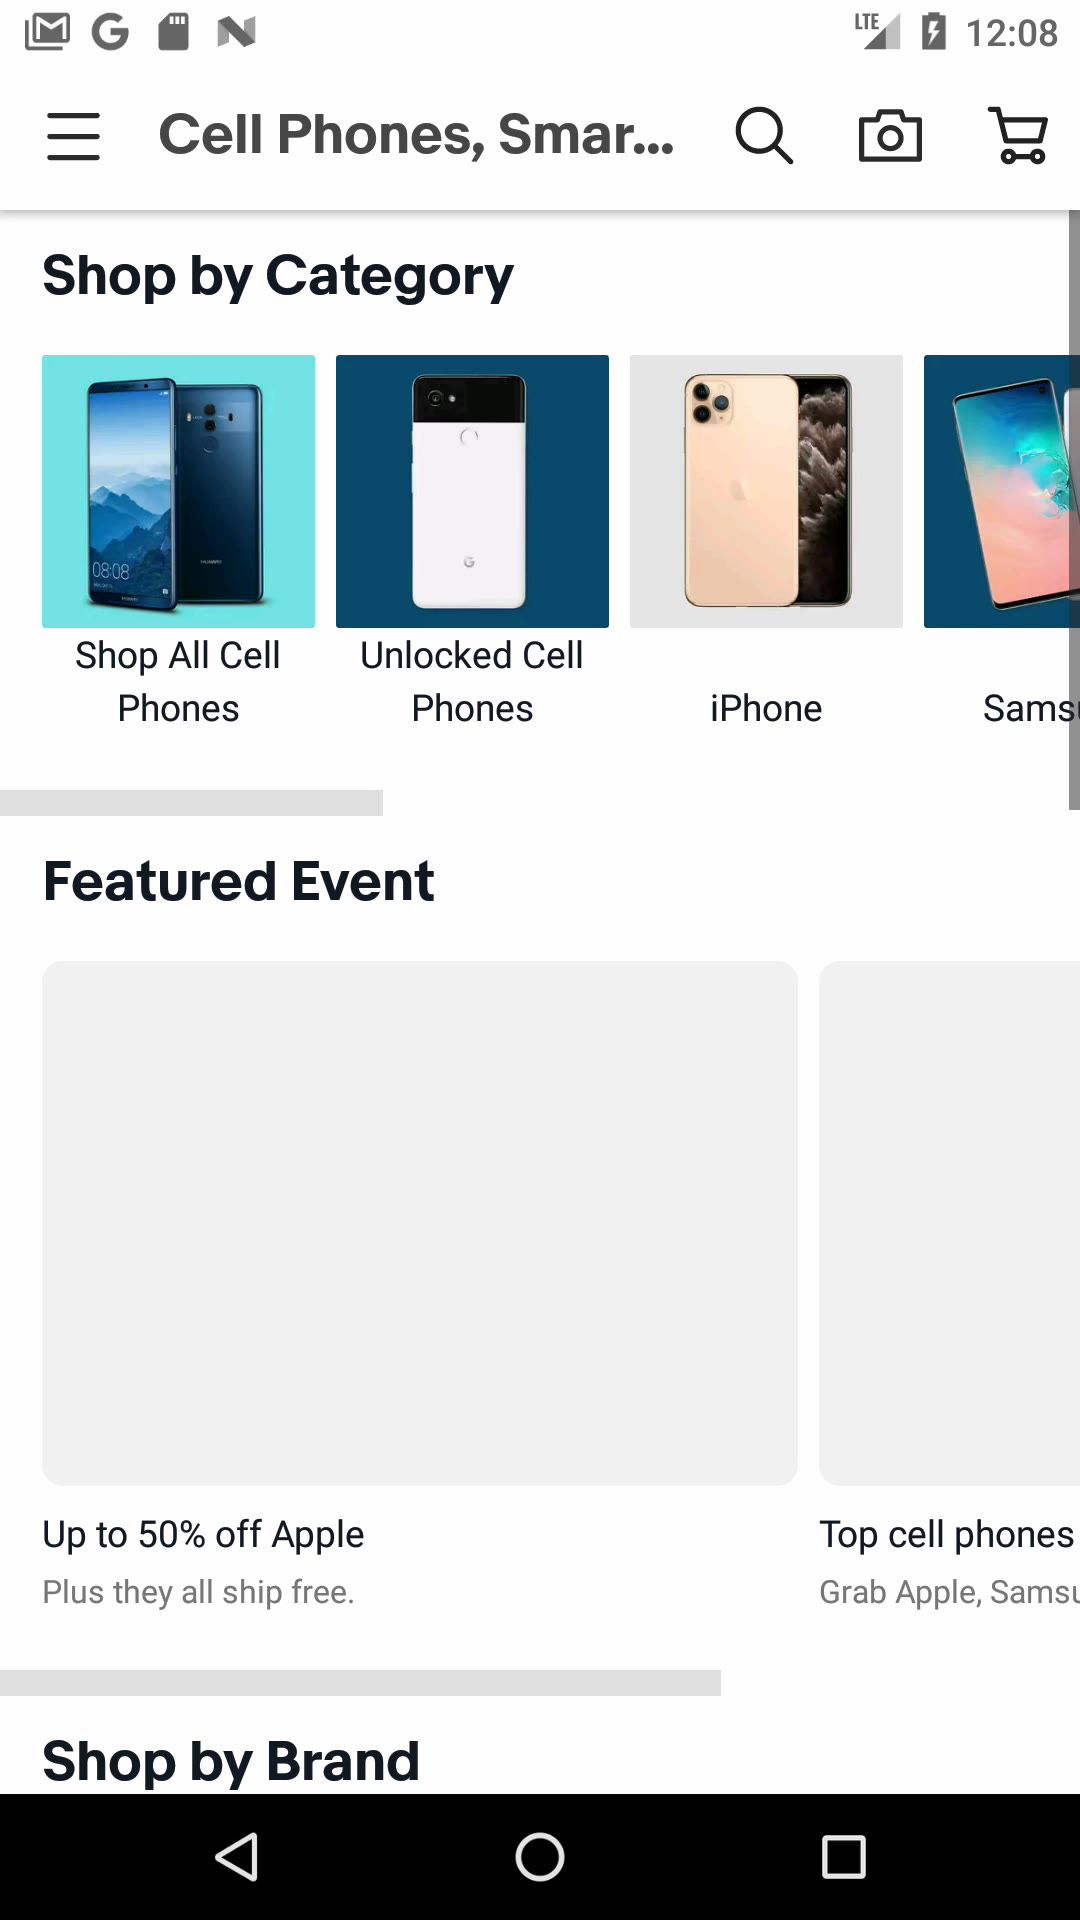 LTE 12:08
Cell Phones, Smar...
Shop by Category
08:08
HUAWEI
Shop All Cell
Phones
Unlocked Cell
Phones
iPhone
Samsu
Featured Event
Up to 50% off Apple
Plus they all ship free.
Top cell phones
Grab Apple, Samsu
Shop by Brand